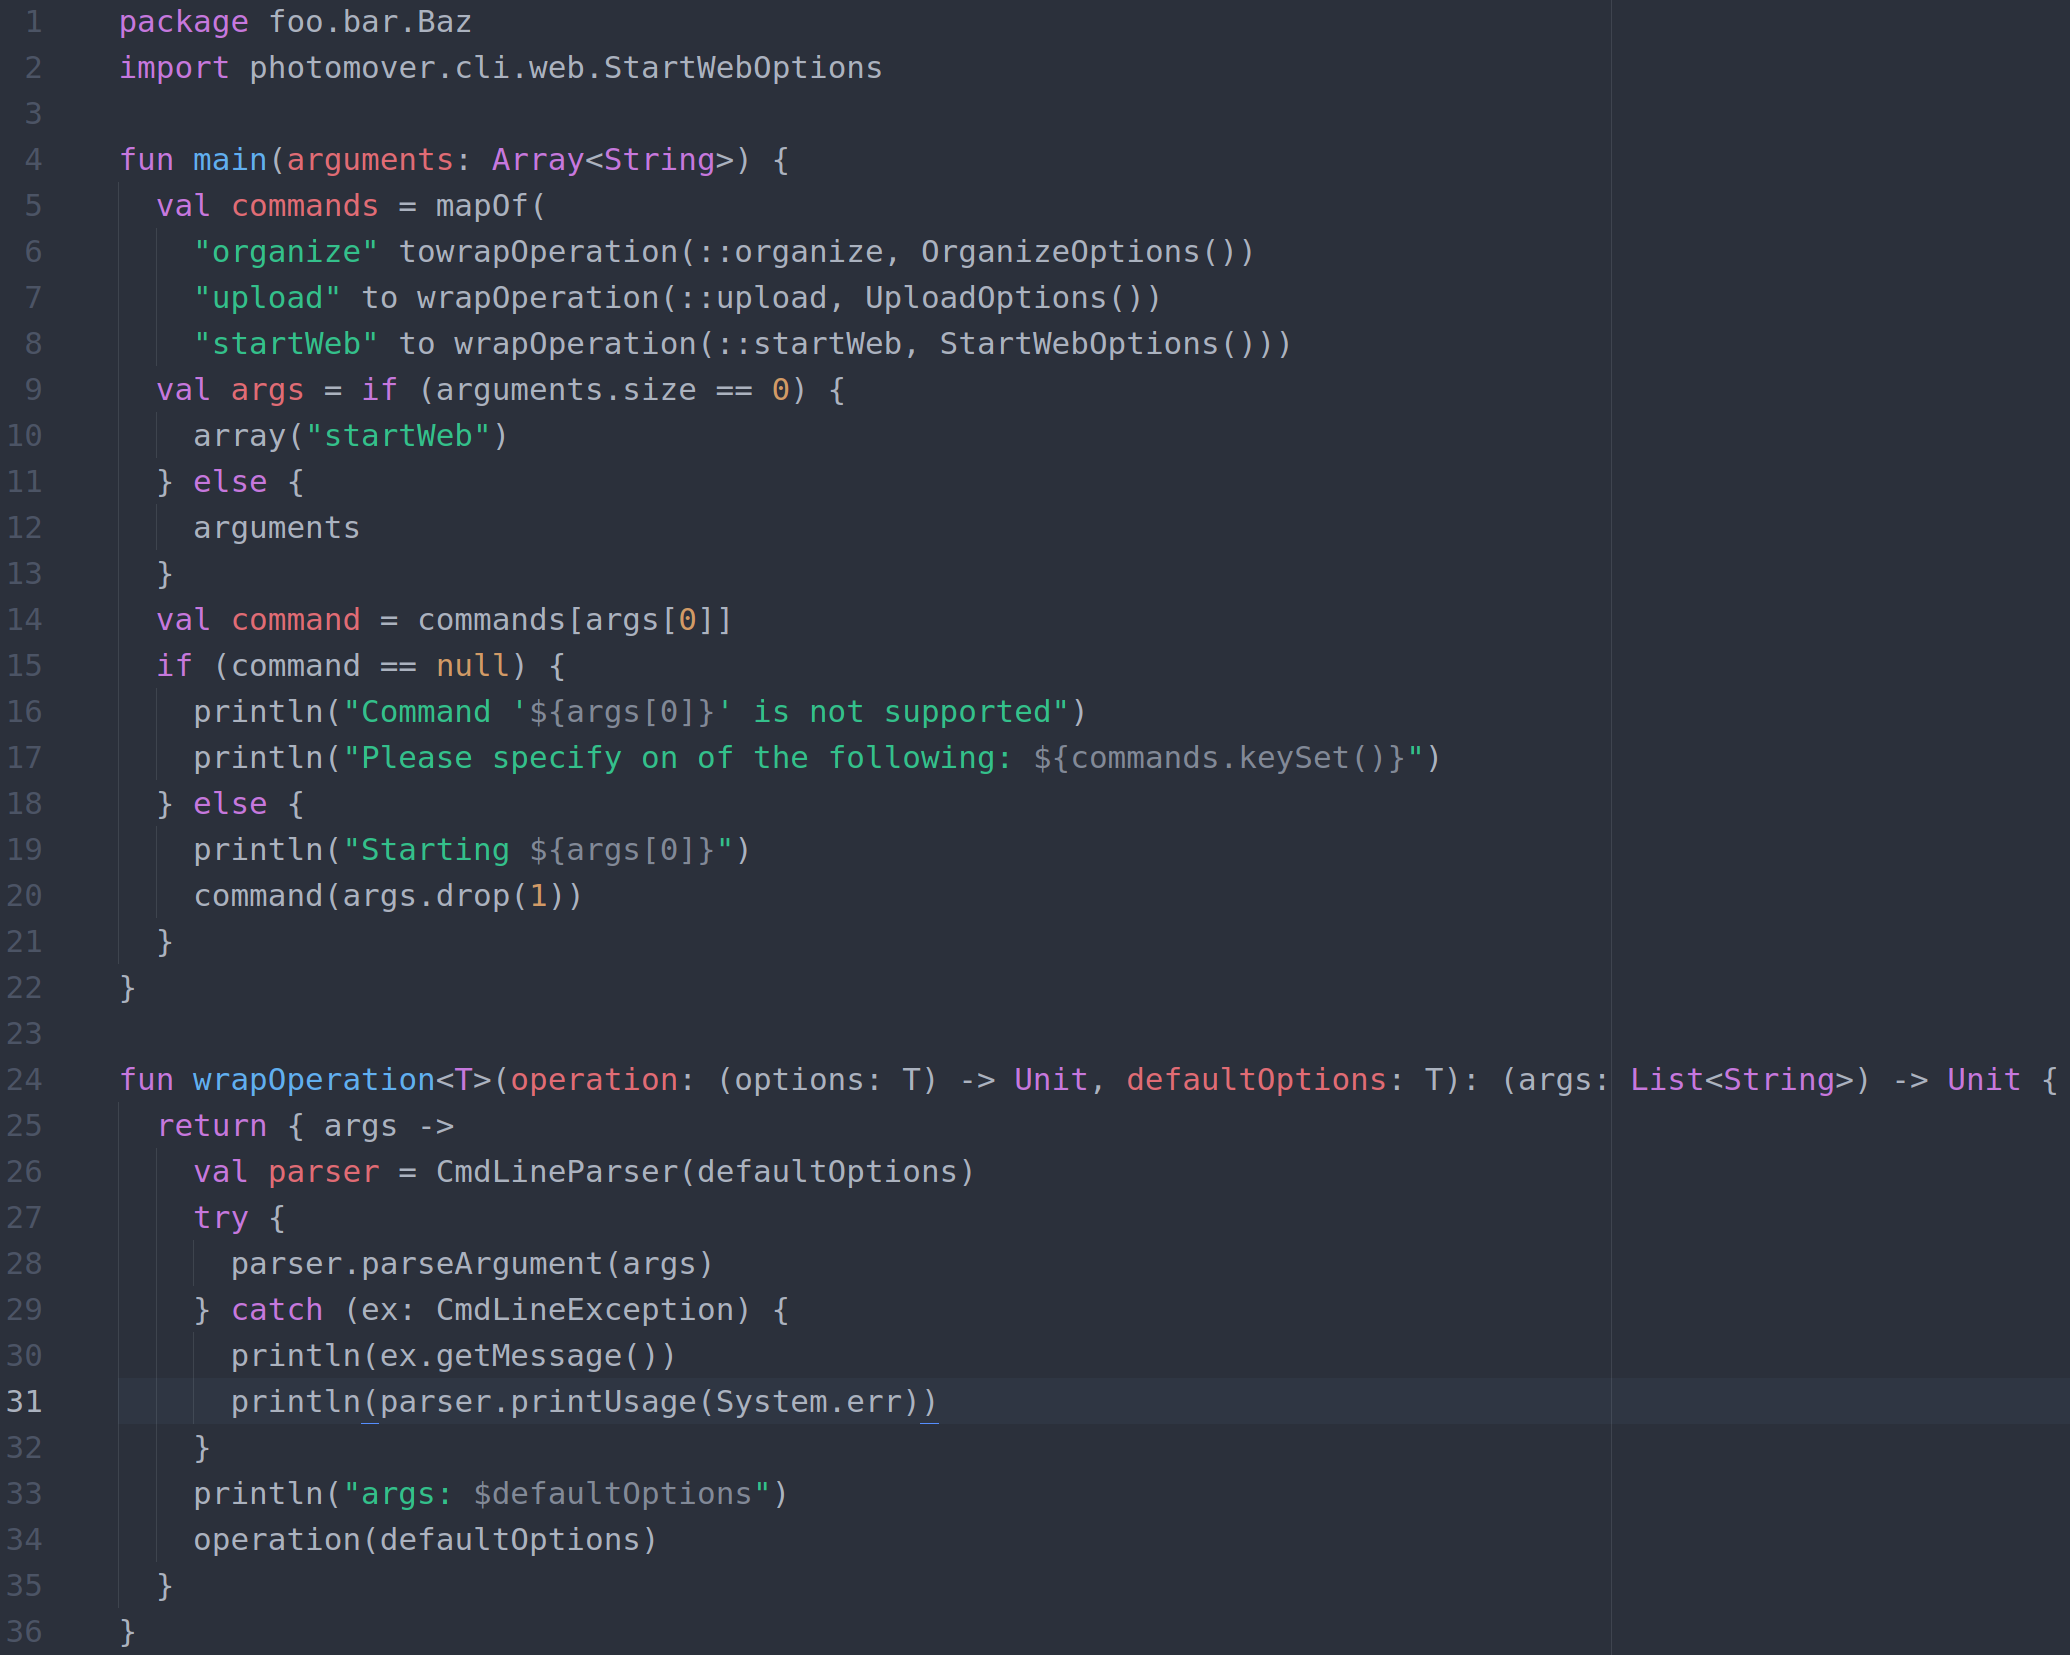 1 package foo.bar.Baz
2 import photomover.cli.web.StartWebOptions
3
4 fun main(arguments: Array<String>) {
5   val commands = mapOf(
6     "organize" towrapOperation(::organize, OrganizeOptions())
7     "upload" to wrapOperation(::upload, UploadOptions())
8     "startWeb" to wrapOperation(::startWeb, StartWebOptions()))
9   val args = if (arguments.size == 0) {
10     array("startWeb")
11   } else {
12     arguments
13   }
14   val command = commands[args[0]]
15   if (command == null) {
16     println("Command '${args[0]}' is not supported")
17     println("Please specify on of the following: ${commands.keySet()}")
18   } else {
19     println("Starting ${args[0]}")
20     command(args.drop(1))
21   }
22 }
23
24 fun wrapOperation<T>(operation: (options: T) -> Unit, defaultOptions: T): (args: List<String>) -> Unit {
25   return { args ->
26     val parser = CmdLineParser(defaultOptions)
27     try {
28       parser.parseArgument(args)
29     } catch (ex: CmdLineException) {
30       println(ex.getMessage())
31       println(parser.printUsage(System.err))
32     }
33     println("args: $defaultOptions")
34     operation(defaultOptions)
35   }
36 }